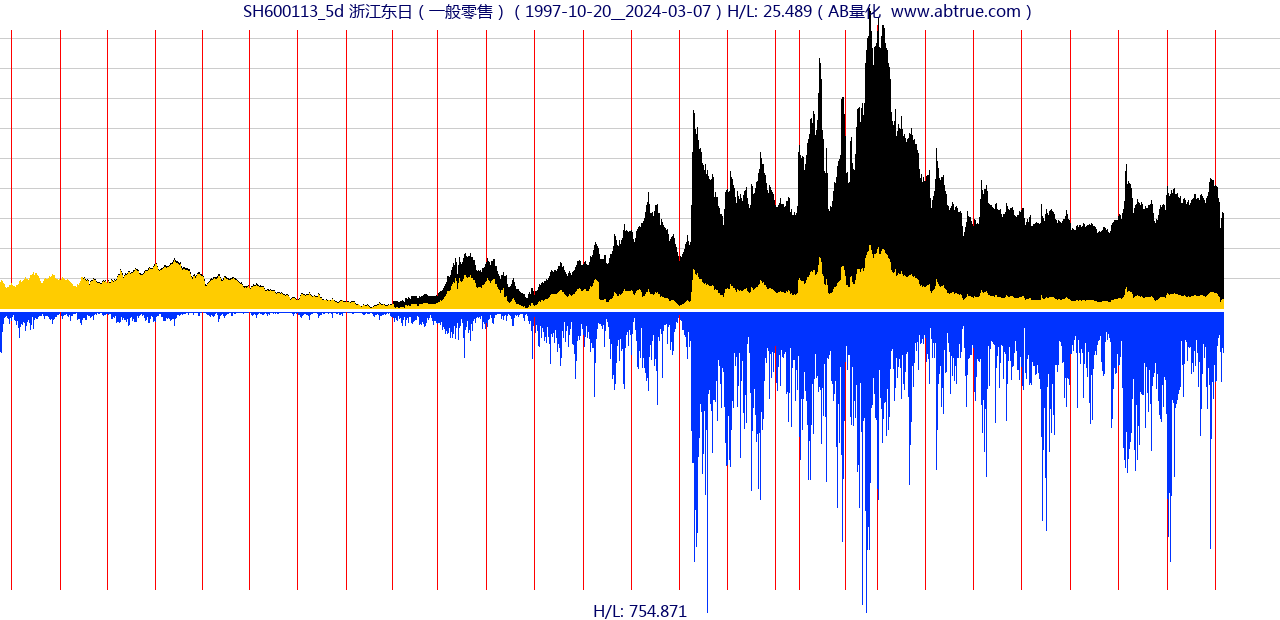 SH600113_5d 浙江东日 ( 一般零售 ) ( 1997-10-20__2024-03-07 ) H/L: 25.489 ( AB量化 www.abtrue.com )
H/L: 754.871